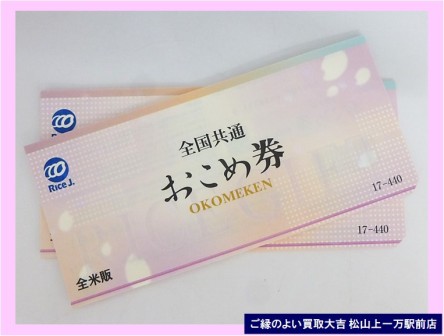 Rice J.
全国共通
おこめ券
OKOMEKEN
Rice J.
17-440
全米販
17-440
ご縁のよい買取大吉 松山上一万駅前店